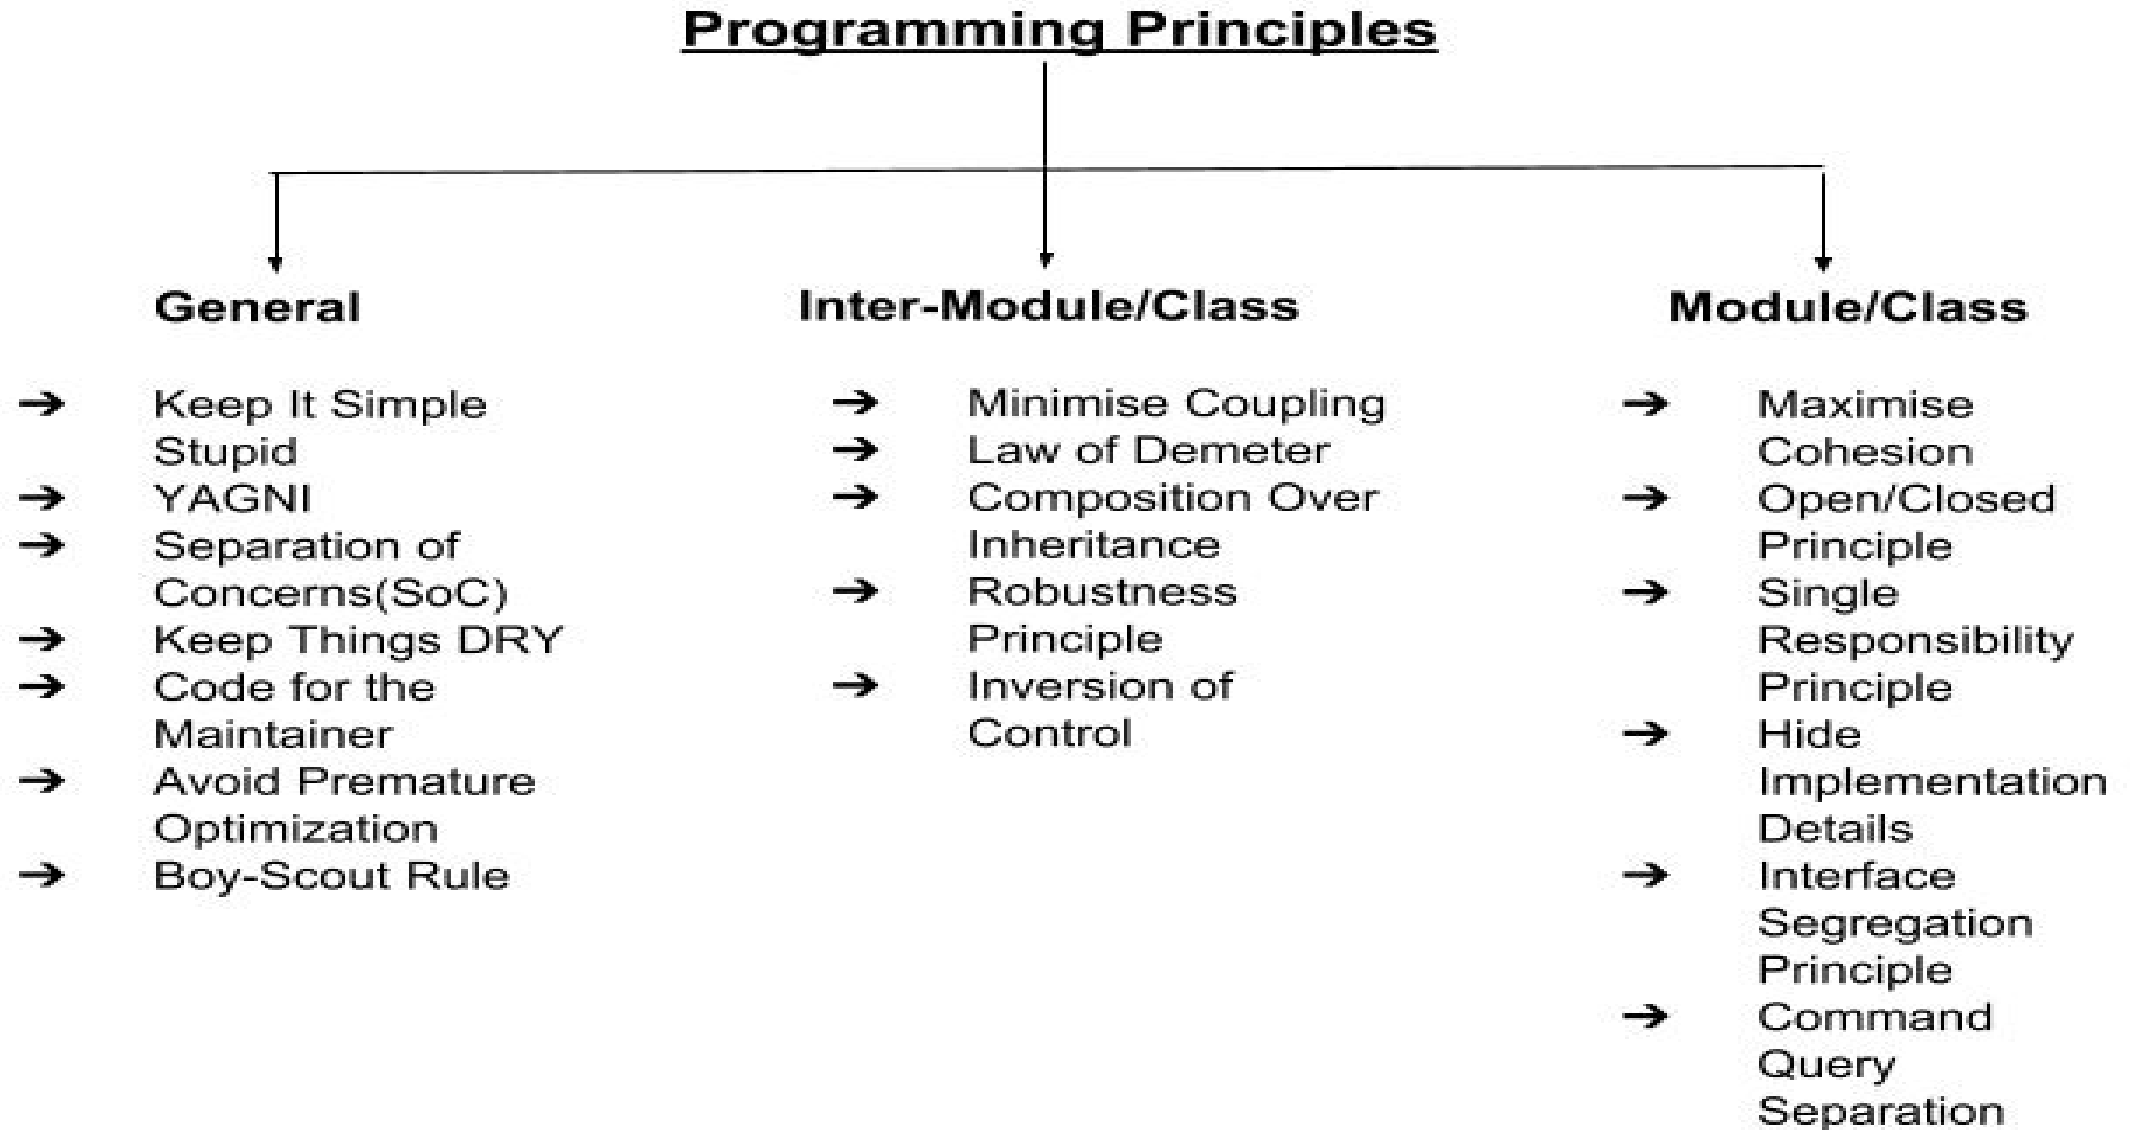 Programming Principles
General
➔ Keep It Simple
Stupid
➔ YAGNI
➔ Separation of
Concerns(SoC)
➔ Keep Things DRY
➔ Code for the
Maintainer
➔ Avoid Premature
Optimization
➔ Boy-Scout Rule
Inter-Module/Class
➔ Minimise Coupling
➔ Law of Demeter
➔ Composition Over
Inheritance
➔ Robustness
Principle
➔ Inversion of
Control
Module/Class
➔ Maximise
Cohesion
➔ Open/Closed
Principle
➔ Single
Responsibility
Principle
➔ Hide
Implementation
Details
➔ Interface
Segregation
Principle
➔ Command
Query
Separation